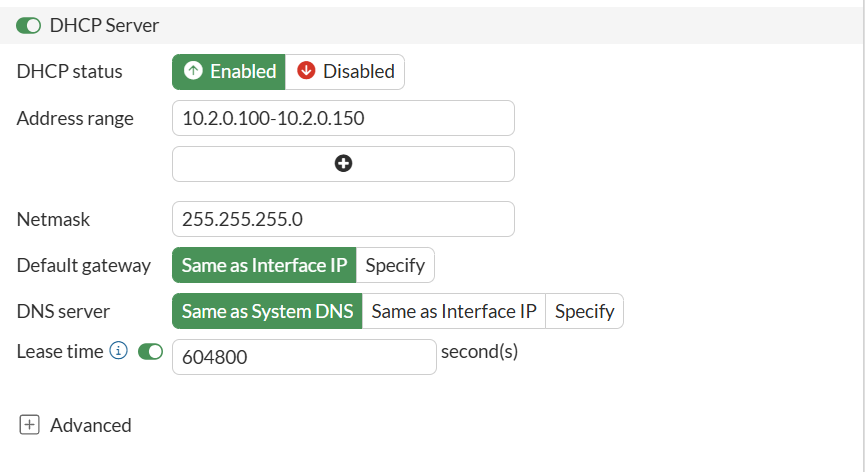 DHCP Server
DHCP status Enabled Disabled
Address range 10.2.0.100-10.2.0.150
Netmask 255.255.255.0
Default gateway Same as Interface IP Specify
DNS server Same as System DNS Same as Interface IP Specify
Lease time 604800 second(s)
Advanced